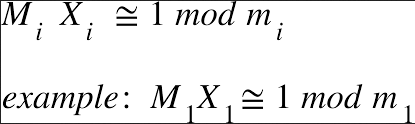 M_i X_i ≅ 1 mod m_i
example: M_1X_1≅ 1 mod m_1